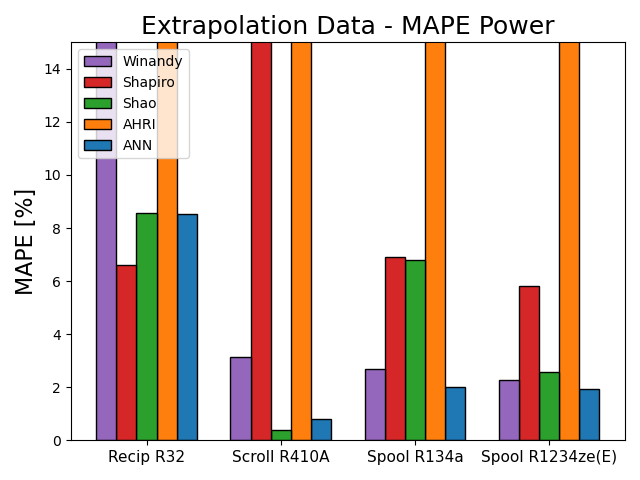 Extrapolation Data - MAPE Power
MAPE [%]
14
12
10
8
6
4
2
0
Winandy
Shapiro
Shao
AHRI
ANN
Recip R32
Scroll R410A
Spool R134a
Spool R1234ze(E)